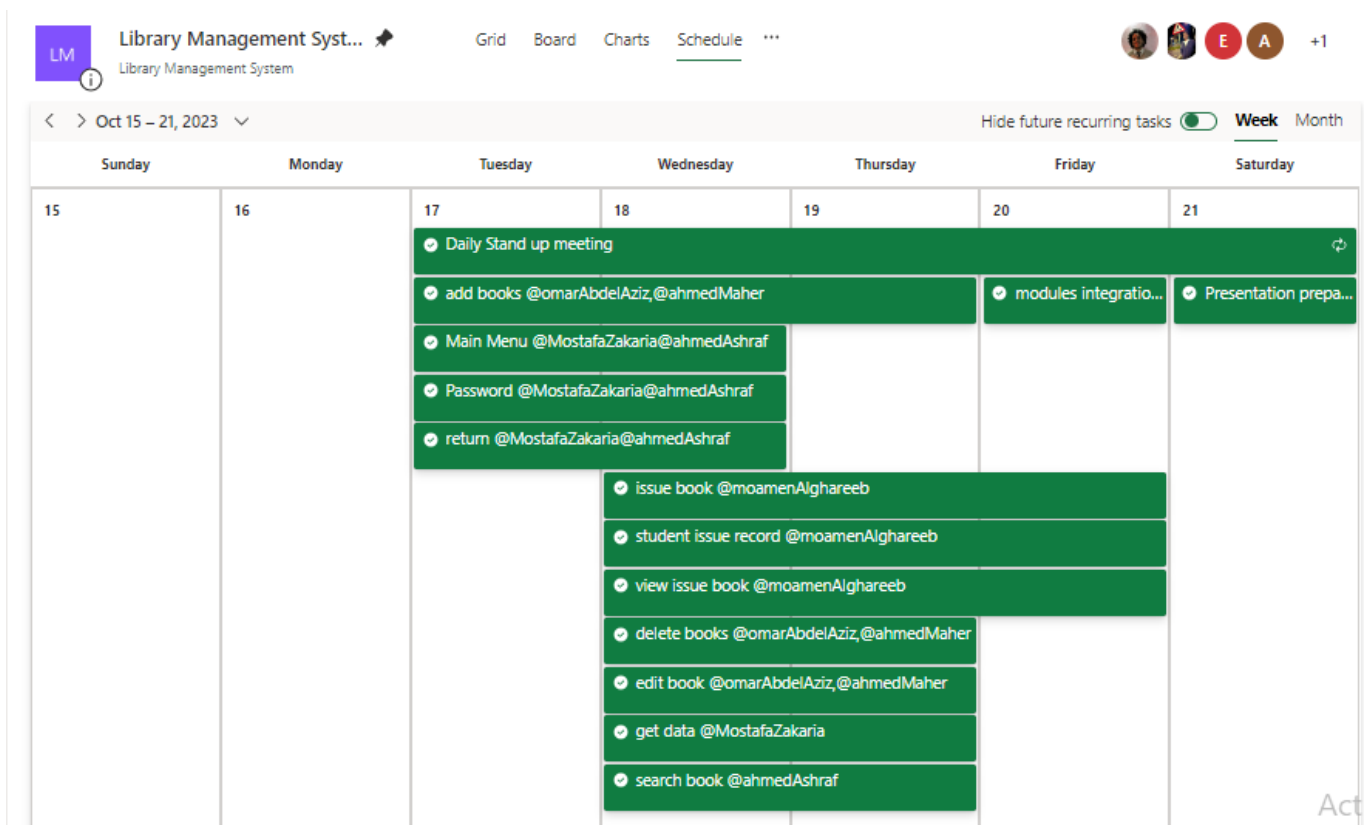 LM
Library Management Syst...
Library Management System
Grid Board Charts Schedule ...
E A +1
Oct 15 – 21, 2023
Hide future recurring tasks
Week Month
Sunday Monday Tuesday Wednesday Thursday Friday Saturday
15 16 17 18 19 20 21
Daily Stand up meeting
add books @omarAbdelAziz,@ahmedMaher
modules integratio...
Presentation prepa...
Main Menu @MostafaZakaria@ahmedAshraf
Password @MostafaZakaria@ahmedAshraf
return @MostafaZakaria@ahmedAshraf
issue book @moamenAlghareeb
student issue record @moamenAlghareeb
view issue book @moamenAlghareeb
delete books @omarAbdelAziz,@ahmedMaher
edit book @omarAbdelAziz,@ahmedMaher
get data @MostafaZakaria
search book @ahmedAshraf
Act